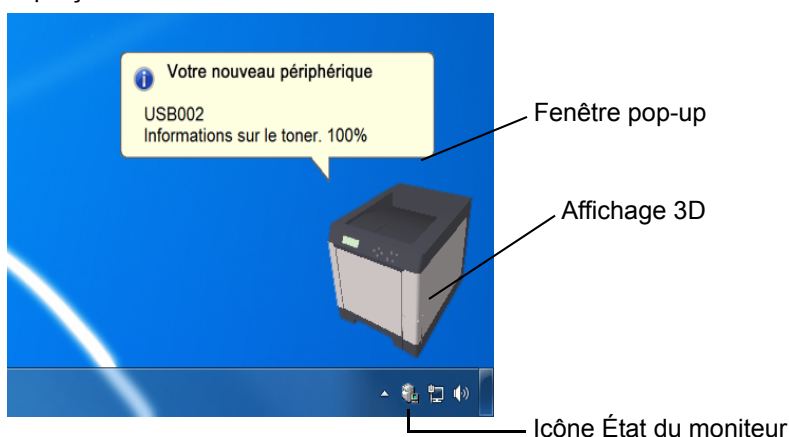 Votre nouveau périphérique
USB002
Informations sur le toner. 100%
Fenêtre pop-up
Affichage 3D
Icône État du moniteur